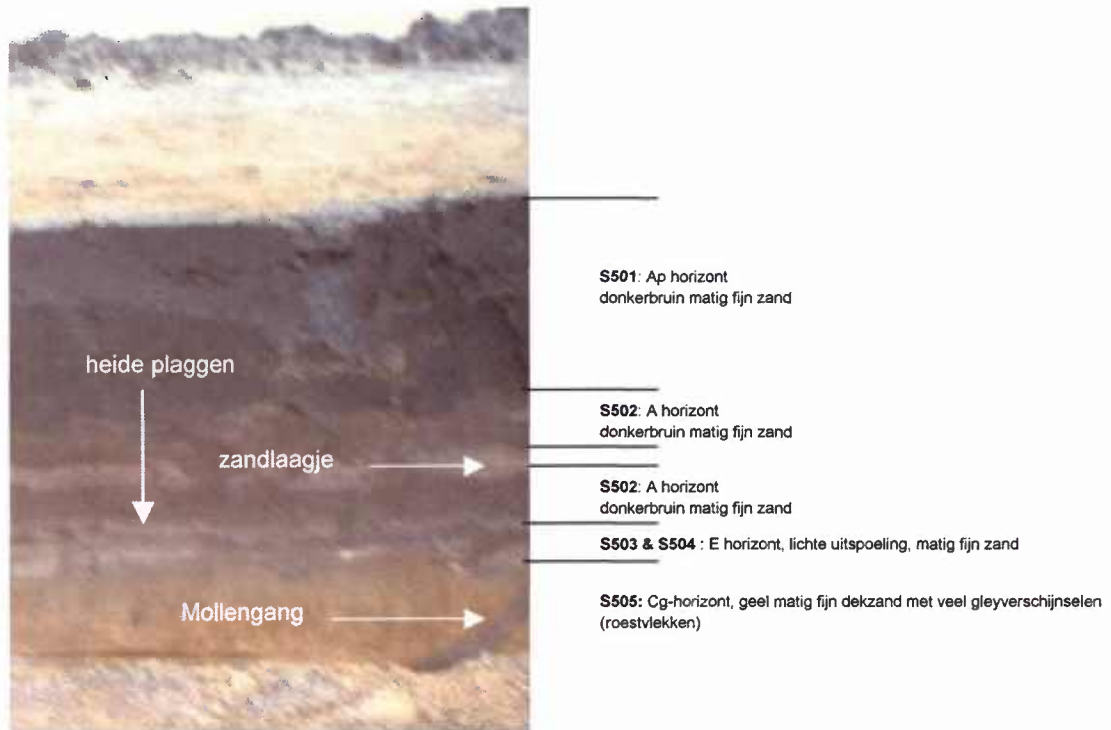 S501: Ap horizont
donkerbruin matig fijn zand
heide plaggen
S502: A horizont
donkerbruin matig fijn zand
zandlaagje
S502: A horizont
donkerbruin matig fijn zand
S503 & S504 : E horizont, lichte uitspoeling, matig fijn zand
S505: Cg-horizont, geel matig fijn dekzand met veel gleyverschijnselen
(roestvlekken)
Mollengang